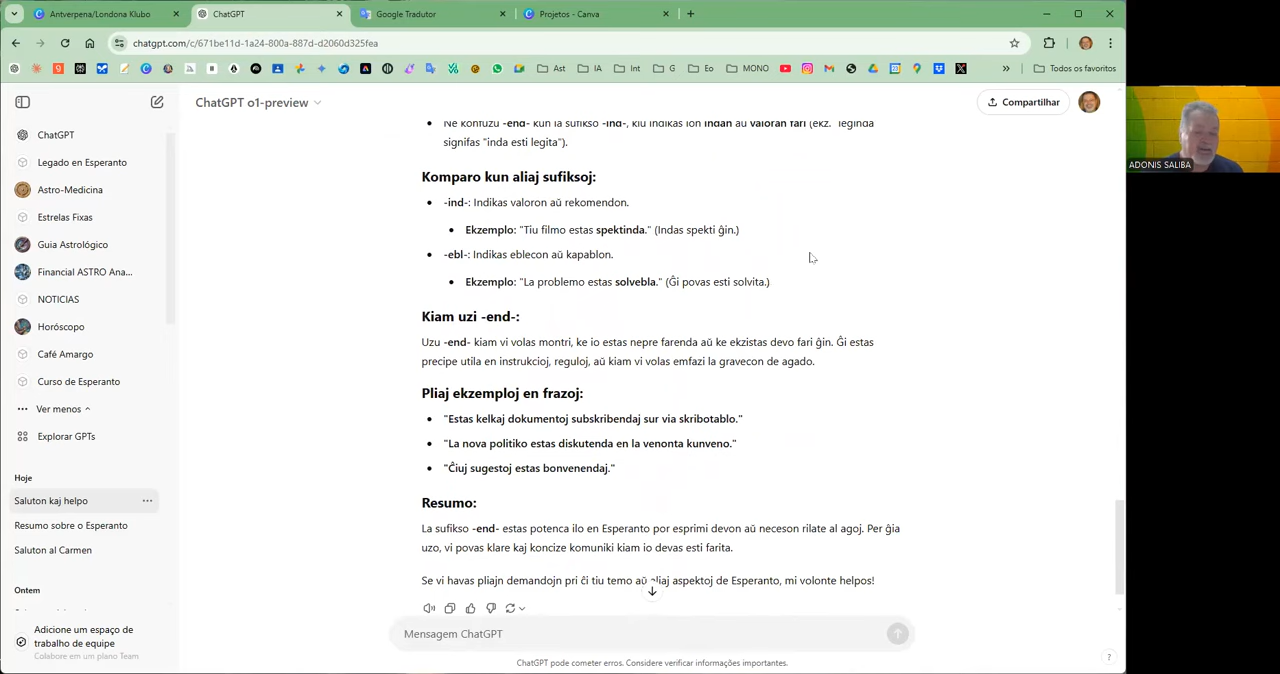 Antverpena/Londona Klubo
ChatGPT
Google Tradutor
Projetos - Canva
chatgpt.com/c/671be11d-1a24-800a-887d-d2060d325fea
Ast
IA
Int
G
Eo
MONO
Todos os favoritos
ChatGPT o1-preview
Compartilhar
ADONIS SALIBA
ChatGPT
Legado en Esperanto
Astro-Medicina
Estrelas Fixas
Guia Astrológico
Financial ASTRO Ana...
NOTICIAS
Horóscopo
Café Amargo
Curso de Esperanto
Ver menos
Explorar GPTs
Hoje
Saluton kaj helpo
Resumo sobre o Esperanto
Saluton al Carmen
Ontem
Adicione um espaço de
trabalho de equipe
Colabore em um plano Team
Ne konfuzu -end- kun la sufikso -ind-, kiu indikas ion indan aŭ valoran fari (ekz. "leginda
signifas "inda esti legita").
Komparo kun aliaj sufiksoj:
-ind-: Indikas valoron aŭ rekomendon.
Ekzemplo: "Tiu filmo estas spektinda." (Indas spekti ĝin.)
-ebl-: Indikas eblecon aŭ kapablon.
Ekzemplo: "La problemo estas solvebla." (Ĝi povas esti solvita.)
Kiam uzi -end-:
Uzu -end- kiam vi volas montri, ke io estas nepre farenda aŭ ke ekzistas devo fari ĝin. Ĝi estas
precipe utila en instrukcioj, reguloj, aŭ kiam vi volas emfazi la gravecon de agado.
Pliaj ekzemploj en frazoj:
"Estas kelkaj dokumentoj subskribendaj sur via skribotablo."
"La nova politiko estas diskutenda en la venonta kunveno."
"Ĉiuj sugestoj estas bonvenendaj."
Resumo:
La sufikso -end- estas potenca ilo en Esperanto por esprimi devon aŭ neceson rilate al agoj. Per ĝia
uzo, vi povas klare kaj koncize komuniki kiam io devas esti farita.
Se vi havas pliajn demandojn pri ĉi tiu temo aŭ aliaj aspektoj de Esperanto, mi volonte helpos!
Mensagem ChatGPT
ChatGPT pode cometer erros. Considere verificar informações importantes.
?